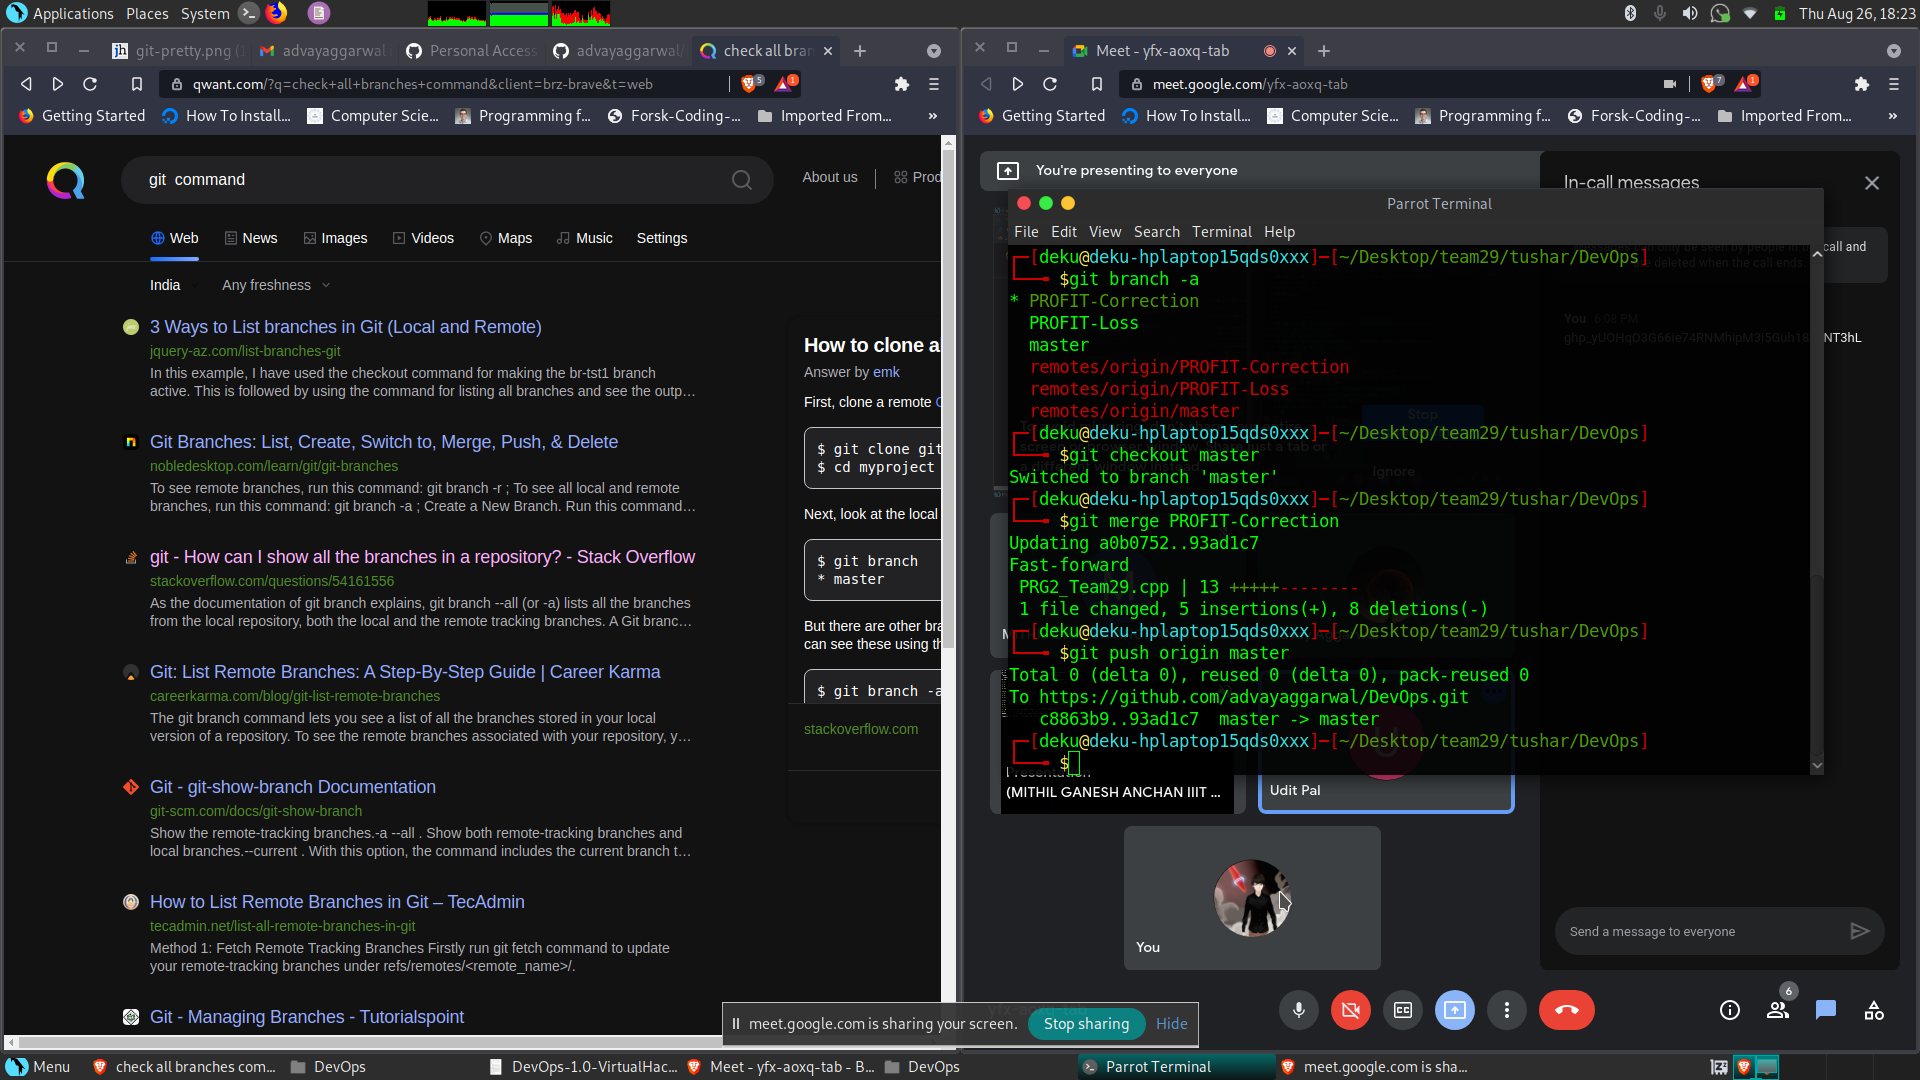 Applications Places System
Thu Aug 26, 18:23
git-pretty.png (1
advayaggarwal
Personal Access
advayaggarwal/
check all bran
Meet - yfx-aoxq-tab
qwant.com/?q=check+all+branches+command&client=brz-brave&t=web
5
1
meet.google.com/yfx-aoxq-tab
7
1
Getting Started
How To Install...
Computer Scie...
Programming f...
Forsk-Coding-...
Imported From...
»
Getting Started
How To Install...
Computer Scie...
Programming f...
Forsk-Coding-...
Imported From...
»
git command
About us
Prod
Web
News
Images
Videos
Maps
Music
Settings
India
Any freshness
3 Ways to List branches in Git (Local and Remote)
jquery-az.com/list-branches-git
In this example, I have used the checkout command for making the br-tst1 branch
active. This is followed by using the command for listing all branches and see the outp…
Git Branches: List, Create, Switch to, Merge, Push, & Delete
nobledesktop.com/learn/git/git-branches
To see remote branches, run this command: git branch -r ; To see all local and remote
branches, run this command: git branch -a ; Create a New Branch. Run this command…
git - How can I show all the branches in a repository? - Stack Overflow
stackoverflow.com/questions/54161556
As the documentation of git branch explains, git branch --all (or -a) lists all the branches
from the local repository, both the local and the remote tracking branches. A Git branc…
Git: List Remote Branches: A Step-By-Step Guide | Career Karma
careerkarma.com/blog/git-list-remote-branches
The git branch command lets you see a list of all the branches stored in your local
version of a repository. To see the remote branches associated with your repository, y…
Git - git-show-branch Documentation
git-scm.com/docs/git-show-branch
Show the remote-tracking branches.-a --all . Show both remote-tracking branches and
local branches.--current . With this option, the command includes the current branch t…
How to List Remote Branches in Git – TecAdmin
tecadmin.net/list-all-remote-branches-in-git
Method 1: Fetch Remote Tracking Branches Firstly run git fetch command to update
your remote-tracking branches under refs/remotes/<remote_name>/.
Git - Managing Branches - Tutorialspoint
How to clone a
Answer by emk
First, clone a remote
$ git clone git
$ cd myproject
Next, look at the local
$ git branch
* master
But there are other bra
can see these using th
$ git branch -a
stackoverflow.com
You're presenting to everyone
In-call messages
call and
You 6:08 PM
NT3hL
Parrot Terminal
File Edit View Search Terminal Help
[deku@deku-hplaptop15qds0xxx]-[~/Desktop/team29/tushar/DevOps]
$git branch -a
* PROFIT-Correction
PROFIT-Loss
master
remotes/origin/PROFIT-Correction
remotes/origin/PROFIT-Loss
remotes/origin/master
[deku@deku-hplaptop15qds0xxx]-[~/Desktop/team29/tushar/DevOps]
$git checkout master
Switched to branch 'master'
[deku@deku-hplaptop15qds0xxx]-[~/Desktop/team29/tushar/DevOps]
$git merge PROFIT-Correction
Updating a0b0752..93ad1c7
Fast-forward
PRG2_Team29.cpp | 13 +++++--------
1 file changed, 5 insertions(+), 8 deletions(-)
[deku@deku-hplaptop15qds0xxx]-[~/Desktop/team29/tushar/DevOps]
$git push origin master
Total 0 (delta 0), reused 0 (delta 0), pack-reused 0
To https://github.com/advayaggarwal/DevOps.git
c8863b9..93ad1c7 master -> master
[deku@deku-hplaptop15qds0xxx]-[~/Desktop/team29/tushar/DevOps]
$
Stop
Ignore
Presentation
(MITHIL GANESH ANCHAN IIIT ...
Udit Pal
You
Send a message to everyone
6
meet.google.com is sharing your screen.
Stop sharing
Hide
Menu
check all branches com...
DevOps
DevOps-1.0-VirtualHac...
Meet - yfx-aoxq-tab - B...
DevOps
Parrot Terminal
meet.google.com is sha...